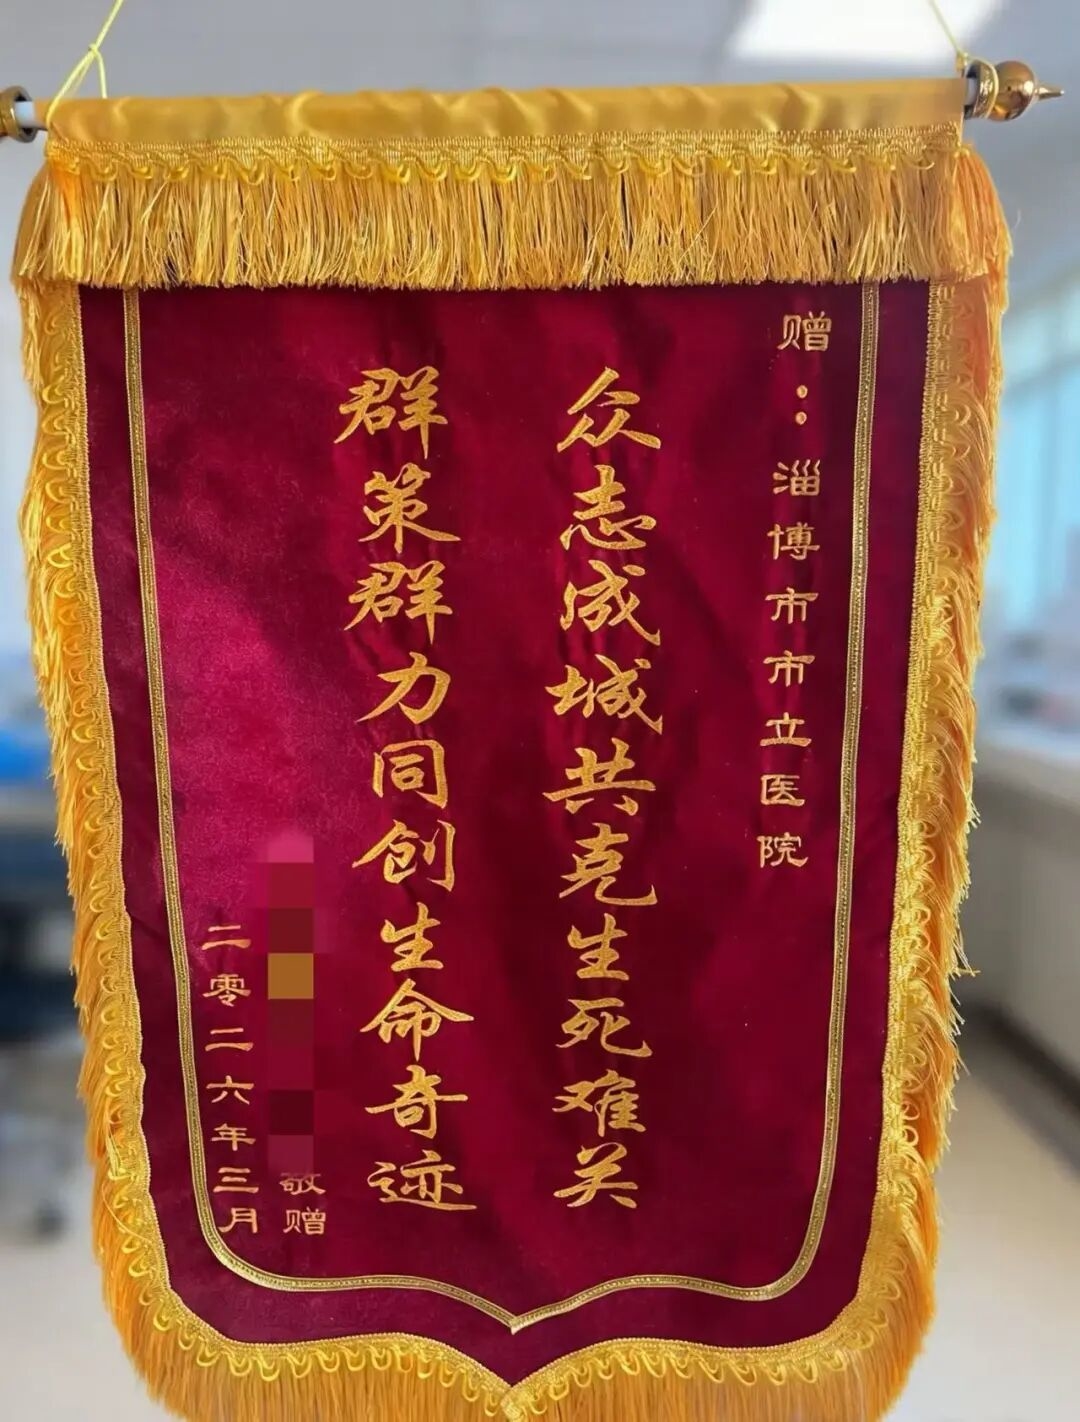 赠：淄博市市立医院
众志成城共克生死难关
群策群力同创生命奇迹
敬赠
二零二六年三月